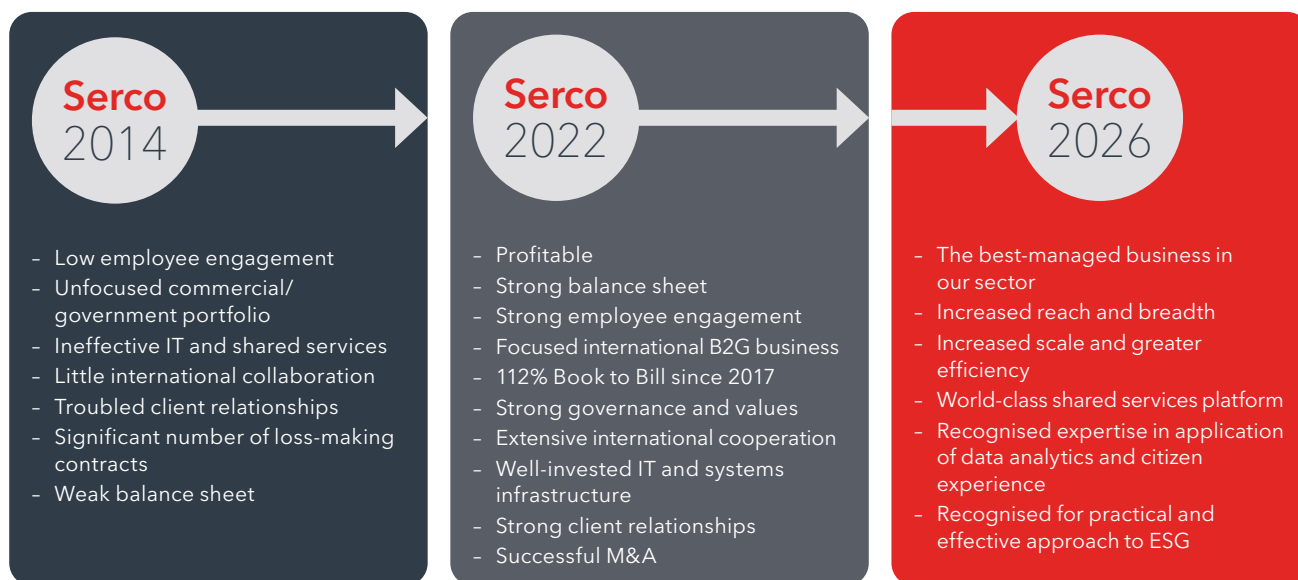 Serco
2014
– Low employee engagement
– Unfocused commercial/
government portfolio
– Ineffective IT and shared services
– Little international collaboration
– Troubled client relationships
– Significant number of loss-making
contracts
– Weak balance sheet
Serco
2022
– Profitable
– Strong balance sheet
– Strong employee engagement
– Focused international B2G business
– 112% Book to Bill since 2017
– Strong governance and values
– Extensive international cooperation
– Well-invested IT and systems
infrastructure
– Strong client relationships
– Successful M&A
Serco
2026
– The best-managed business in
our sector
– Increased reach and breadth
– Increased scale and greater
efficiency
– World-class shared services platform
– Recognised expertise in application
of data analytics and citizen
experience
– Recognised for practical and
effective approach to ESG